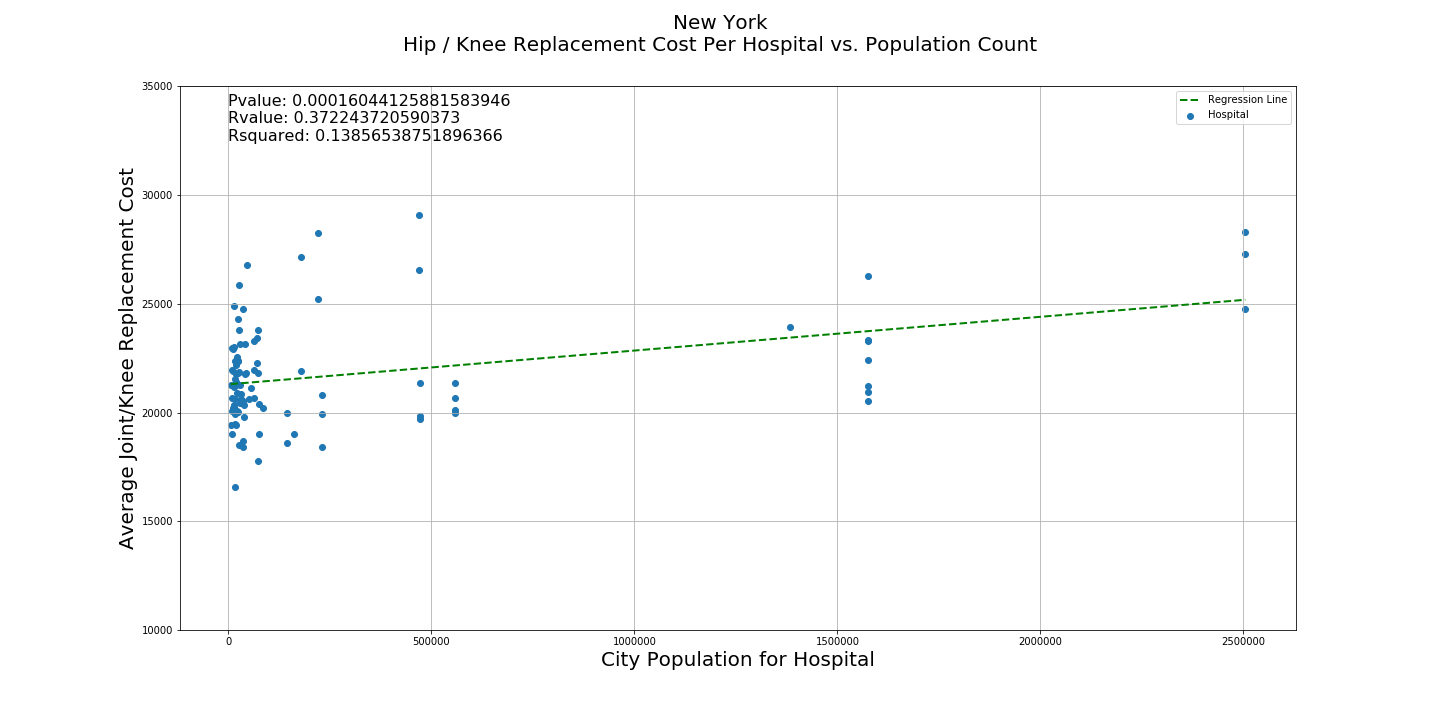 New York
Hip / Knee Replacement Cost Per Hospital vs. Population Count
Pvalue: 0.00016044125881583946
Rvalue: 0.372243720590373
Rsquared: 0.13856538751896366
Regression Line
Hospital
Average Joint/Knee Replacement Cost
35000
30000
25000
20000
15000
10000
0
500000
1000000
1500000
2000000
2500000
City Population for Hospital